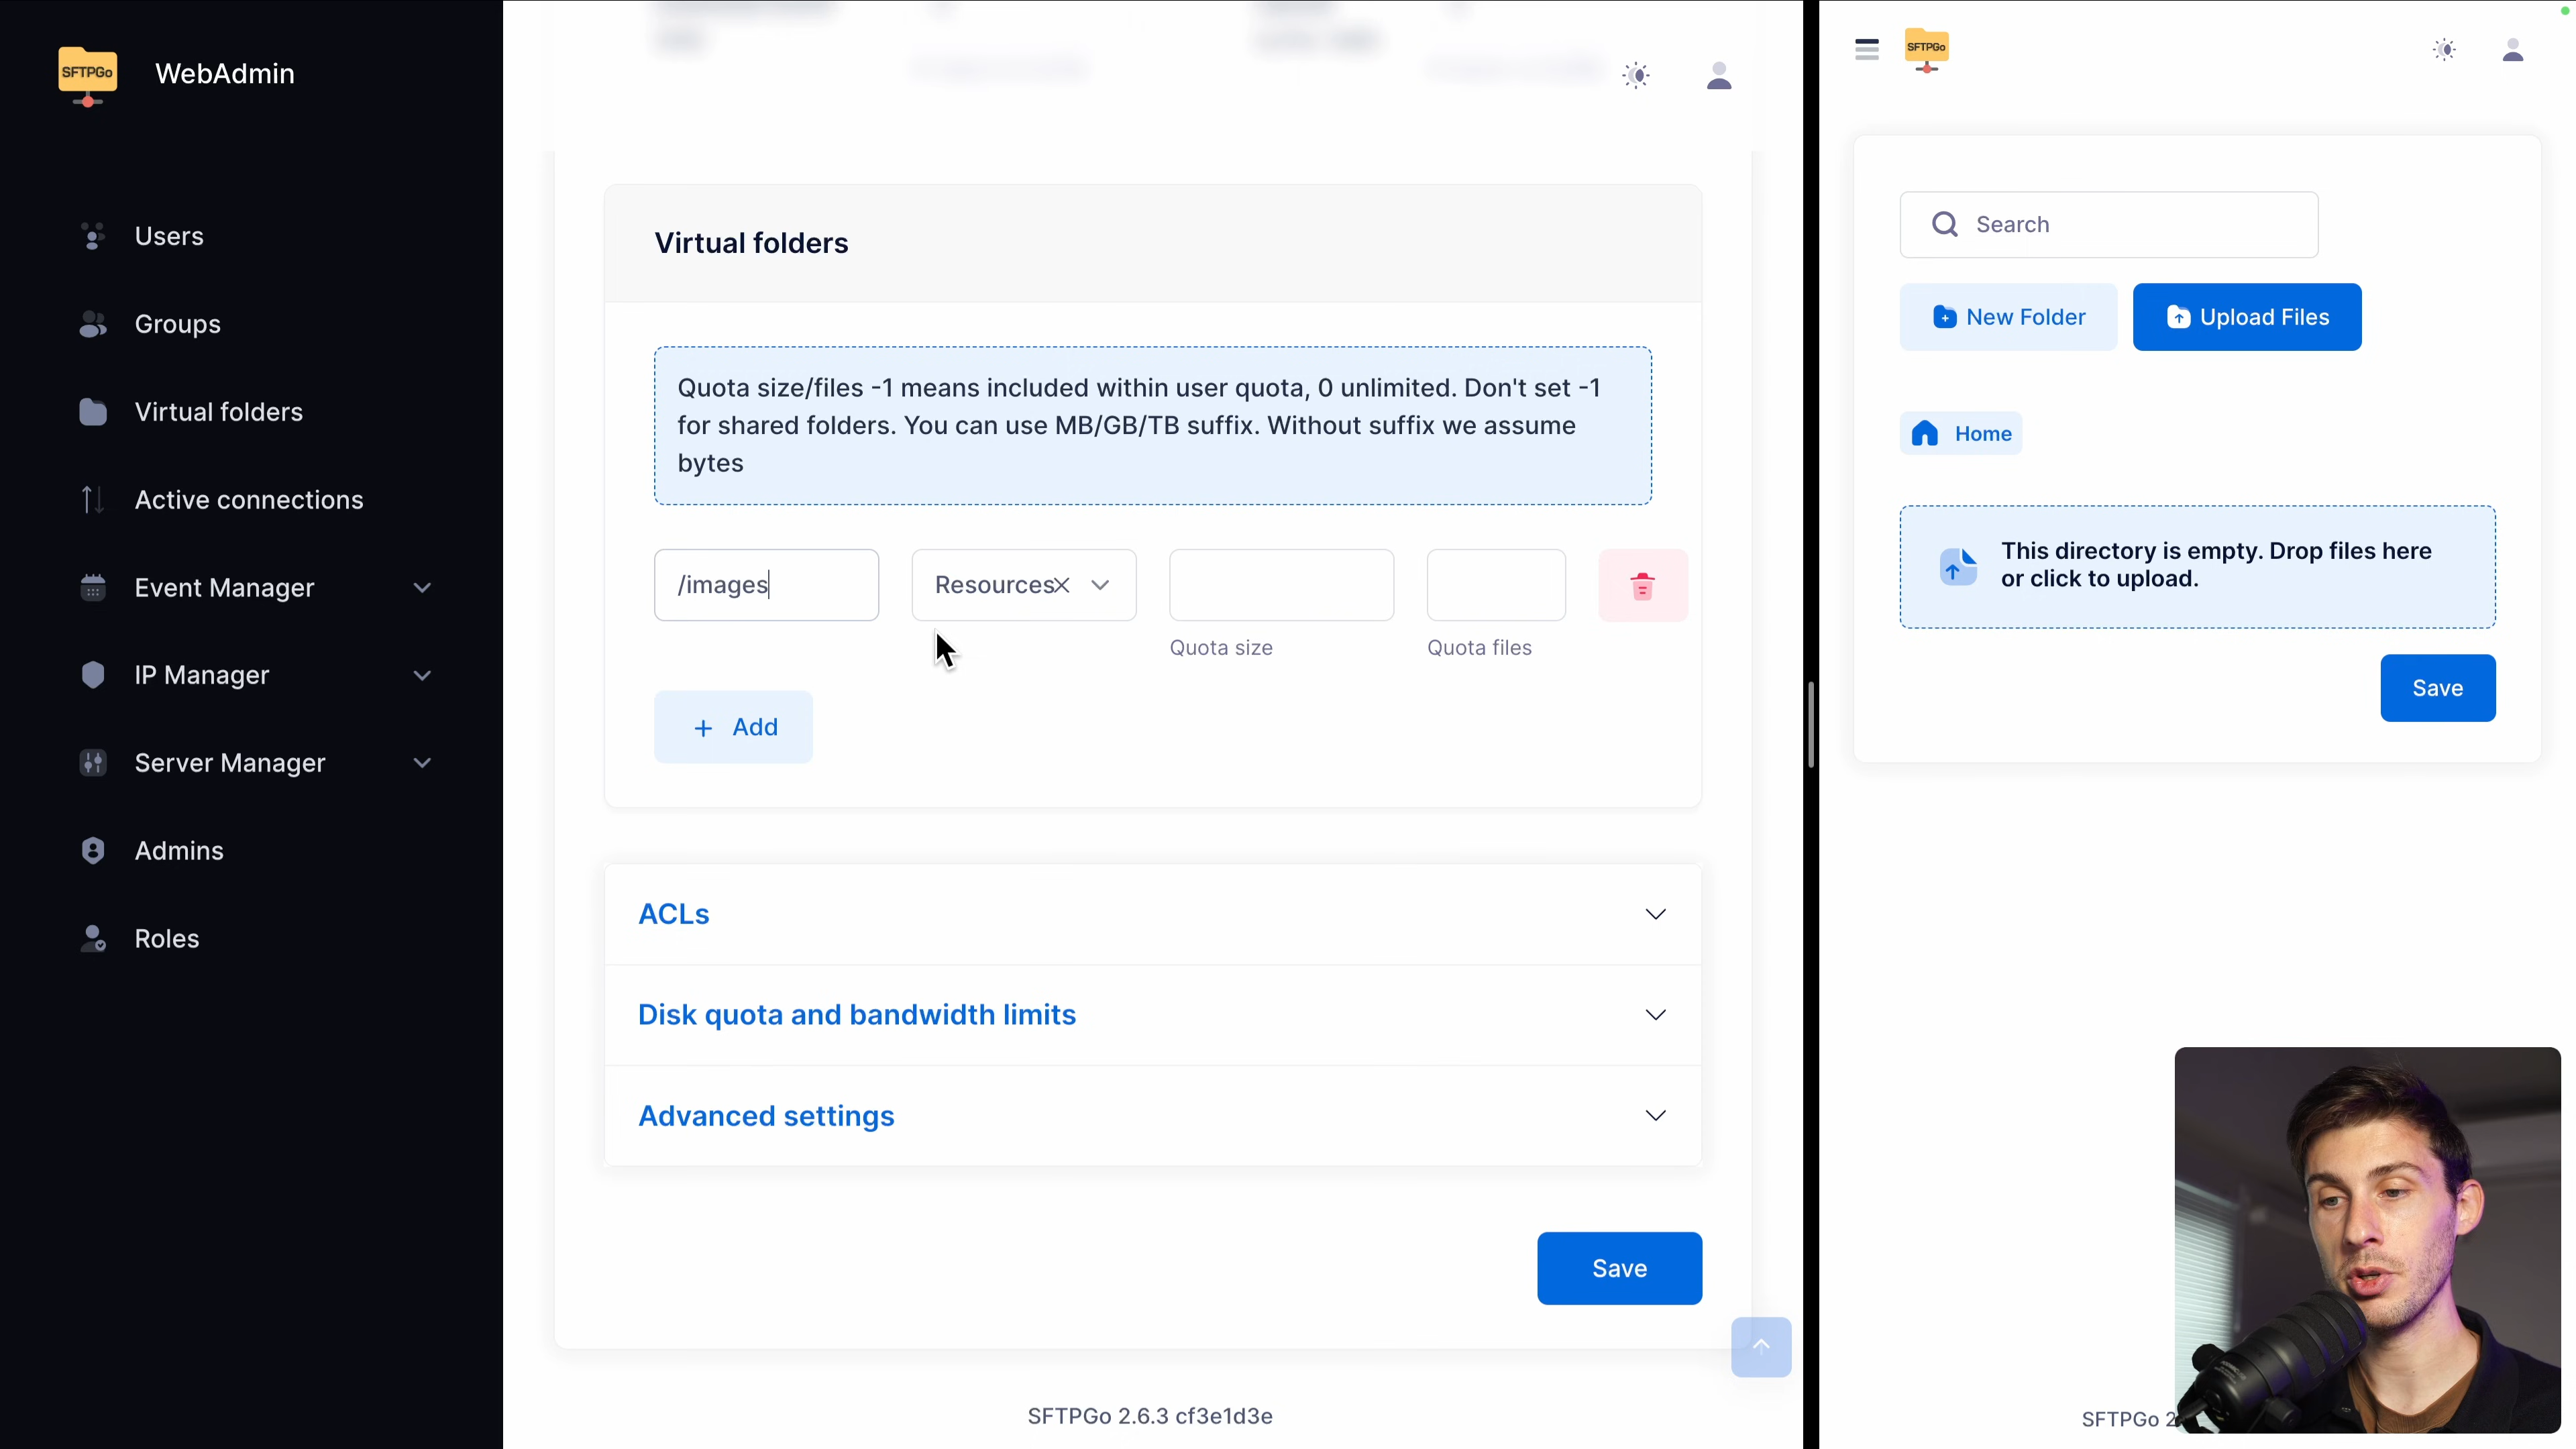 SFTPGo
WebAdmin
Users
Groups
Virtual folders
Active connections
Event Manager
IP Manager
Server Manager
Admins
Roles
Virtual folders
Quota size/files -1 means included within user quota, 0 unlimited. Don't set -1
for shared folders. You can use MB/GB/TB suffix. Without suffix we assume
bytes
/images
Resources
Quota size
Quota files
Add
ACLs
Disk quota and bandwidth limits
Advanced settings
Save
SFTPGo 2.6.3 cf3e1d3e
SFTPGo
Search
New Folder
Upload Files
Home
This directory is empty. Drop files here
or click to upload.
Save
SFTPGo